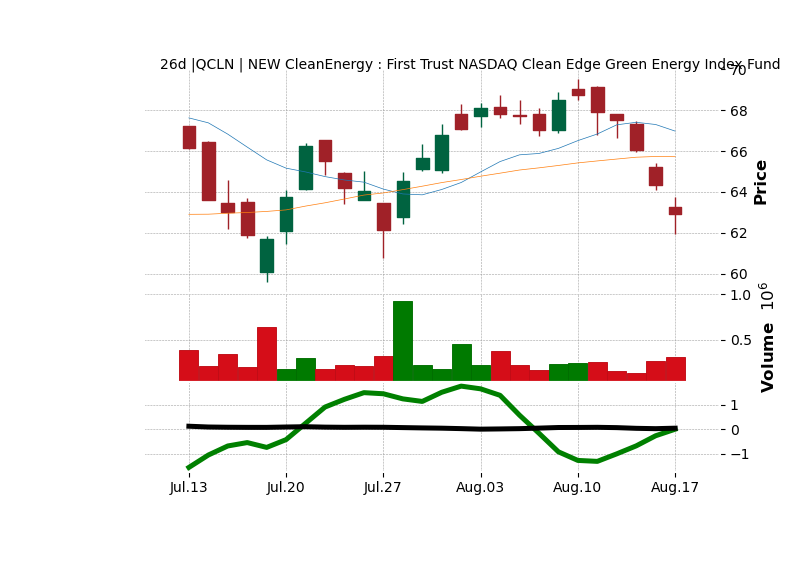 26d |QCLN | NEW CleanEnergy : First Trust NASDAQ Clean Edge Green Energy Index Fund
70
68
66
64
62
60
Price
1.0
0.5
Volume 10^6
1
0
−1
Jul.13 Jul.20 Jul.27 Aug.03 Aug.10 Aug.17